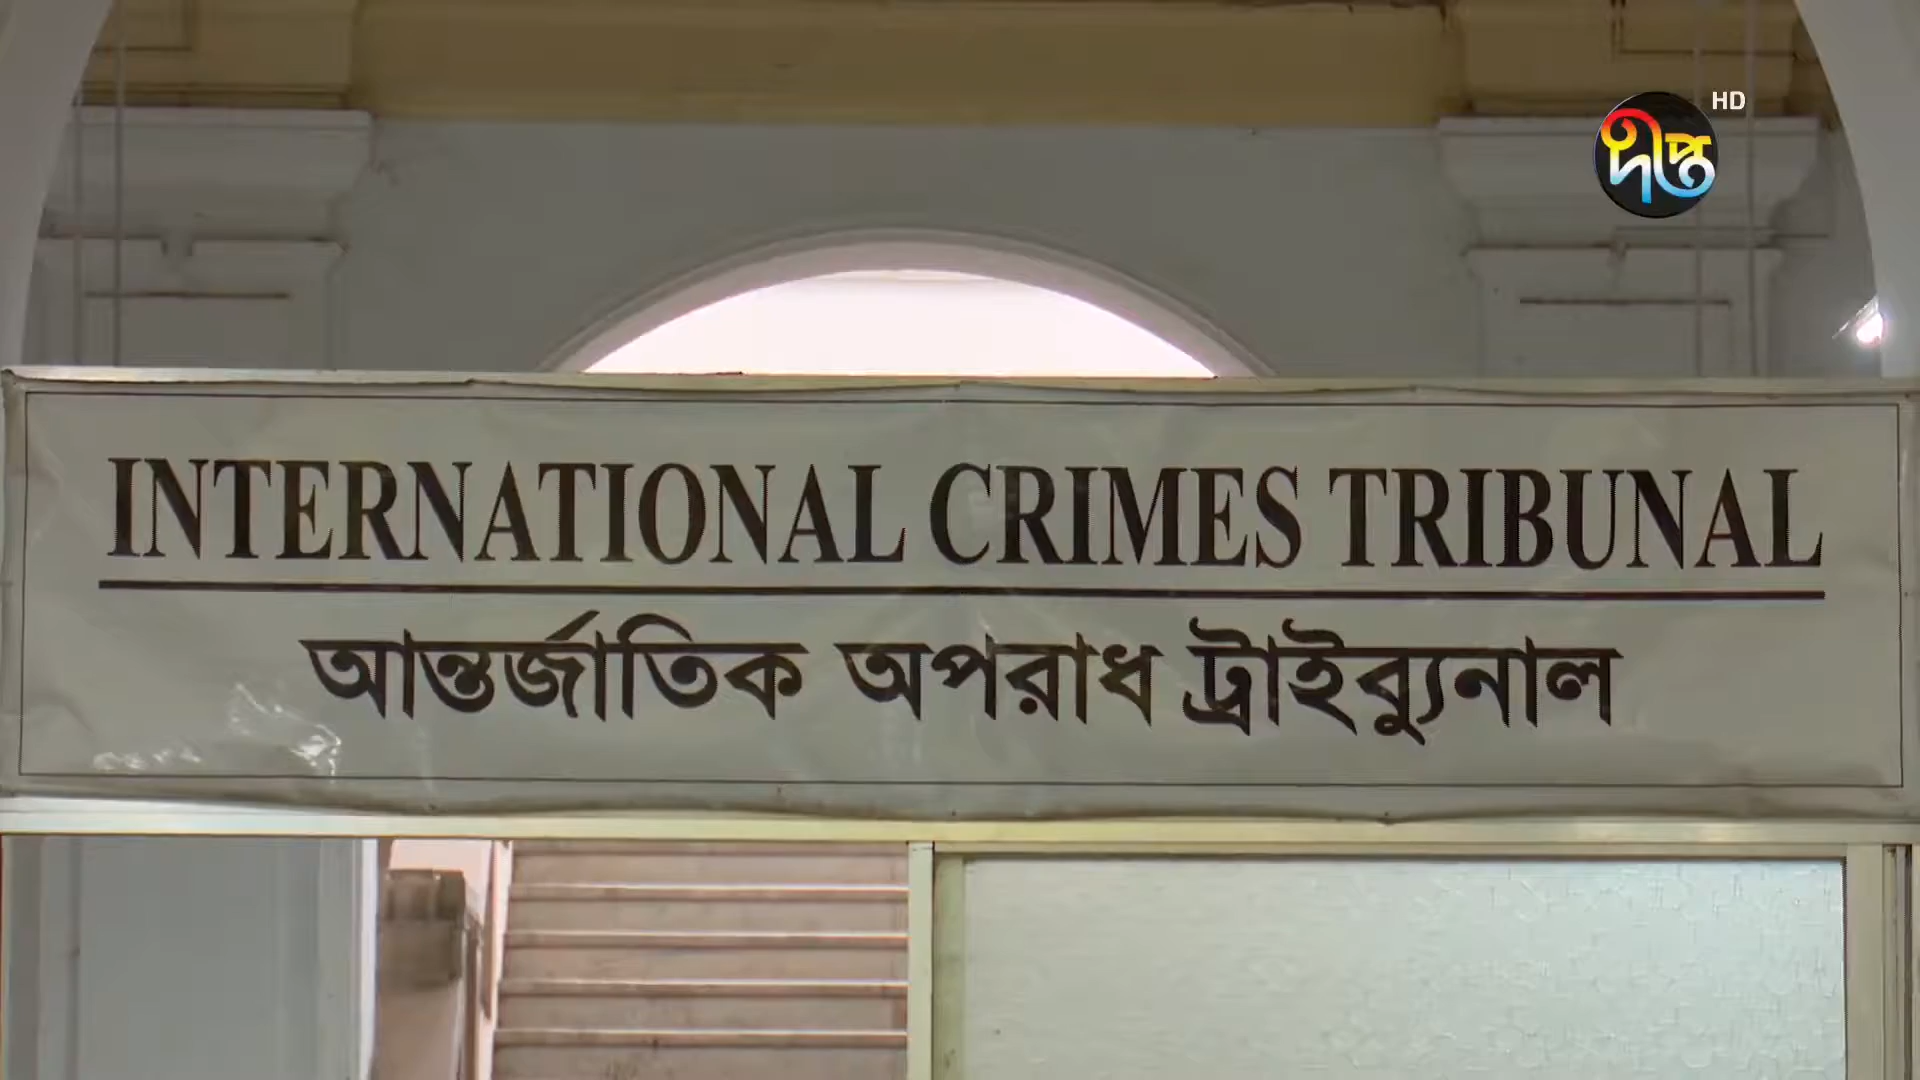 HD
দীপ্ত
INTERNATIONAL CRIMES TRIBUNAL
আন্তর্জাতিক অপরাধ ট্রাইব্যুনাল